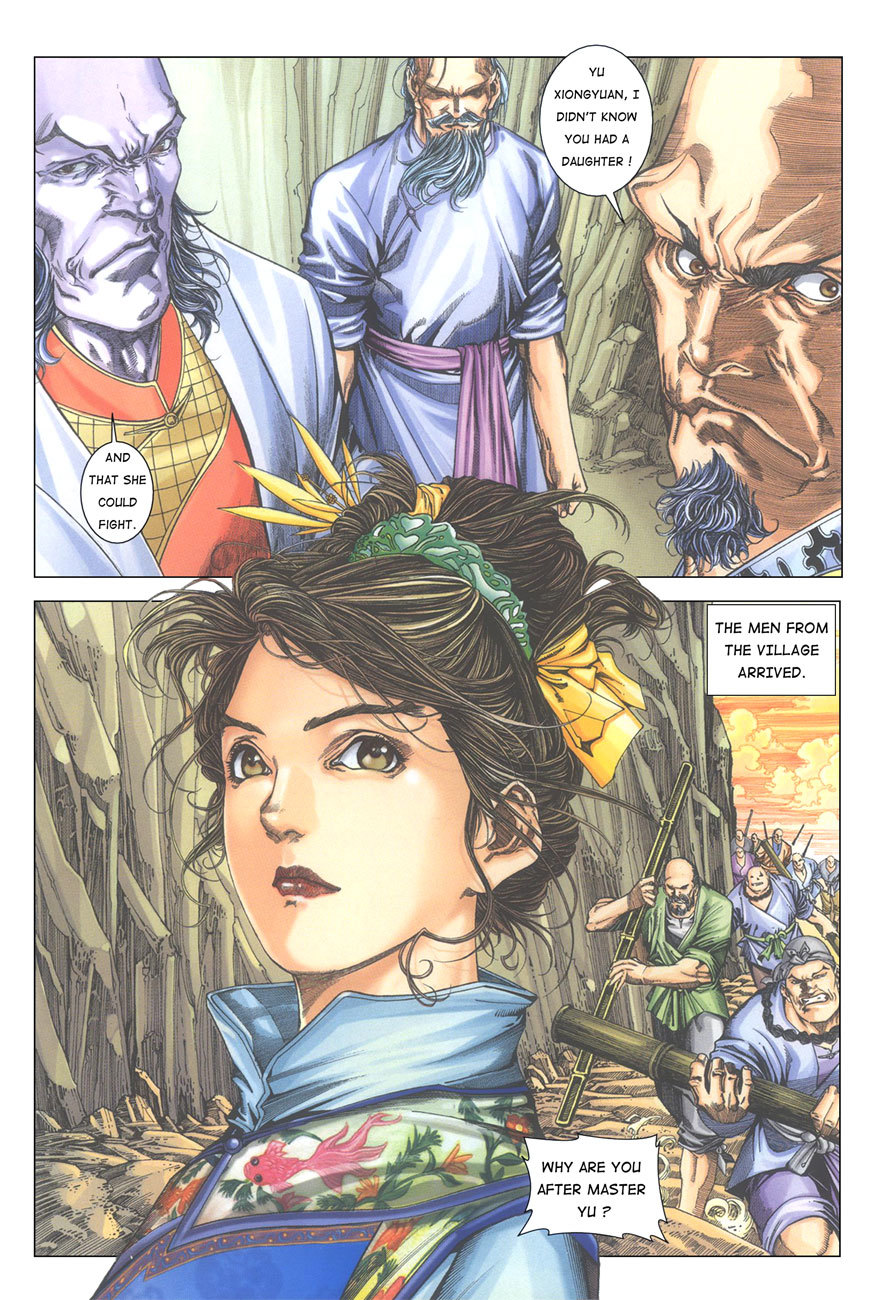 YU
XIONGYUAN, I
DIDN'T KNOW
YOU HAD A
DAUGHTER !
AND
THAT SHE
COULD
FIGHT.
THE MEN FROM
THE VILLAGE
ARRIVED.
WHY ARE YOU
AFTER MASTER
YU ?